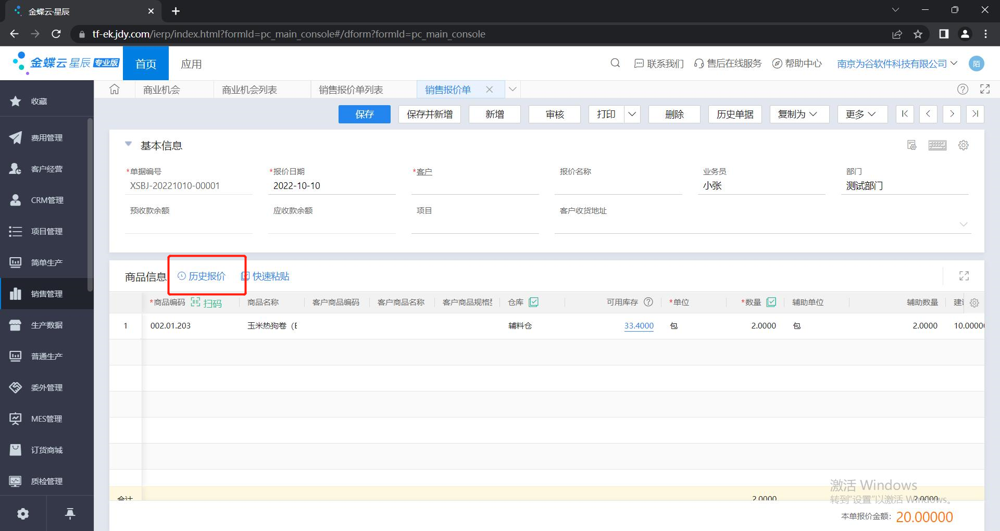 金蝶云·星辰
tf-ek.jdy.com/ierp/index.html?formId=pc_main_console#/dform?formId=pc_main_console
金蝶云 星辰 专业版 首页 应用 联系我们 售后在线服务 帮助中心 南京为谷软件科技有限公司 陌
收藏
费用管理
客户经营
CRM管理
项目管理
简单生产
销售管理
生产数据
普通生产
委外管理
MES管理
订货商城
质检管理
商业机会 商业机会列表 销售报价单列表 销售报价单
保存 保存并新增 新增 审核 打印 删除 历史单据 复制为 更多
基本信息
*单据编号 *报价日期 *客户 报价名称 业务员 部门
XSBJ-20221010-00001 2022-10-10 小张 测试部门
预收款余额 应收款余额 项目 客户收货地址
商品信息 历史报价 快速粘贴
*商品编码 扫码 商品名称 客户商品编码 客户商品名称 客户商品规格 仓库 可用库存 *单位 *数量 辅助单位 辅助数量 建
1 002.01.203 玉米热狗卷 辅料仓 33.4000 包 2.0000 包 2.0000 10.0000
合计 2.0000 2.0000
激活 Windows
转到"设置"以激活 Windows。
本单报价金额: 20.00000